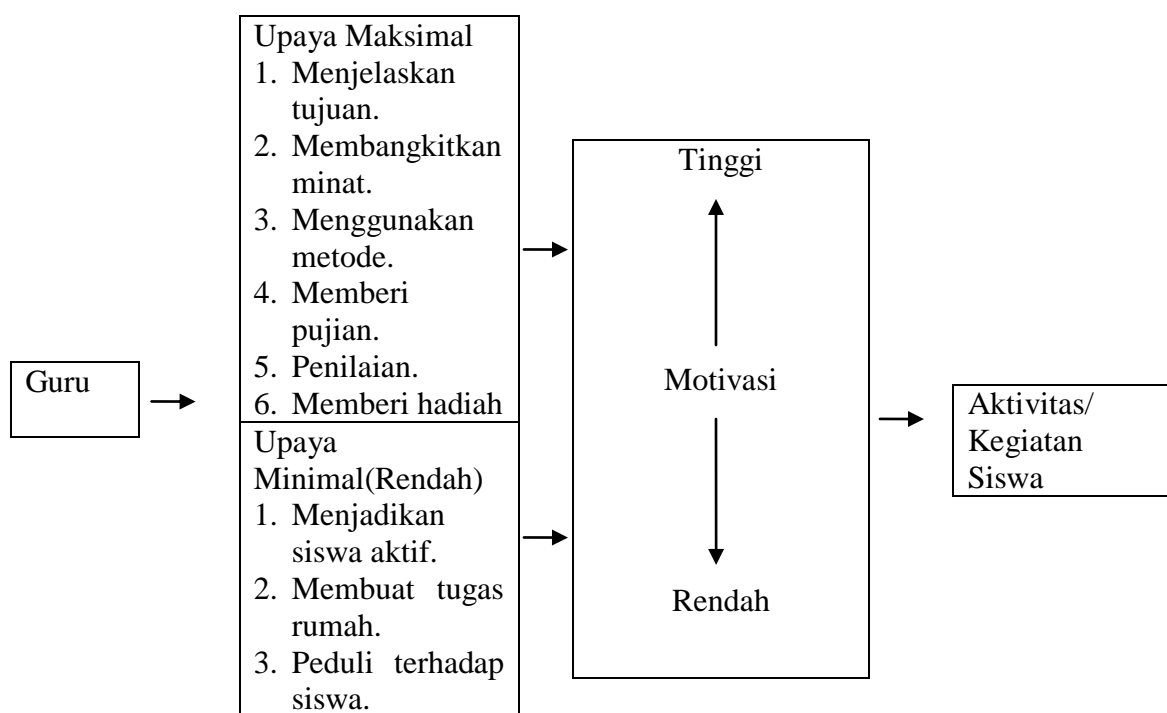 Upaya Maksimal
1. Menjelaskan
tujuan.
2. Membangkitkan
minat.
3. Menggunakan
metode.
4. Memberi
pujian.
5. Penilaian.
6. Memberi hadiah
Upaya
Minimal(Rendah)
1. Menjadikan
siswa aktif.
2. Membuat tugas
rumah.
3. Peduli terhadap
siswa.
Guru
Tinggi
Motivasi
Rendah
Aktivitas/
Kegiatan
Siswa